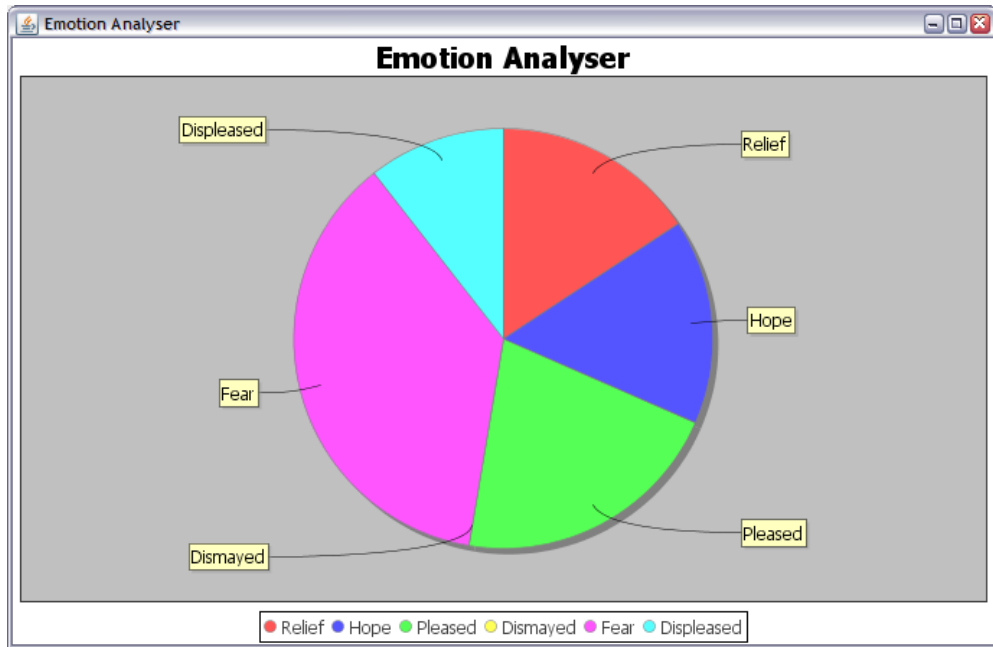 Emotion Analyser
Emotion Analyser
Displeased
Relief
Hope
Fear
Pleased
Dismayed
Relief Hope Pleased Dismayed Fear Displeased